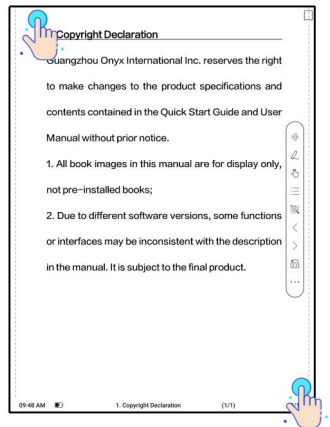 Copyright Declaration
Guangzhou Onyx International Inc. reserves the right
to make changes to the product specifications and
contents contained in the Quick Start Guide and User
Manual without prior notice.
1. All book images in this manual are for display only,
not pre-installed books;
2. Due to different software versions, some functions
or interfaces may be inconsistent with the description
in the manual. It is subject to the final product.
09:48 AM 1. Copyright Declaration (1/1)